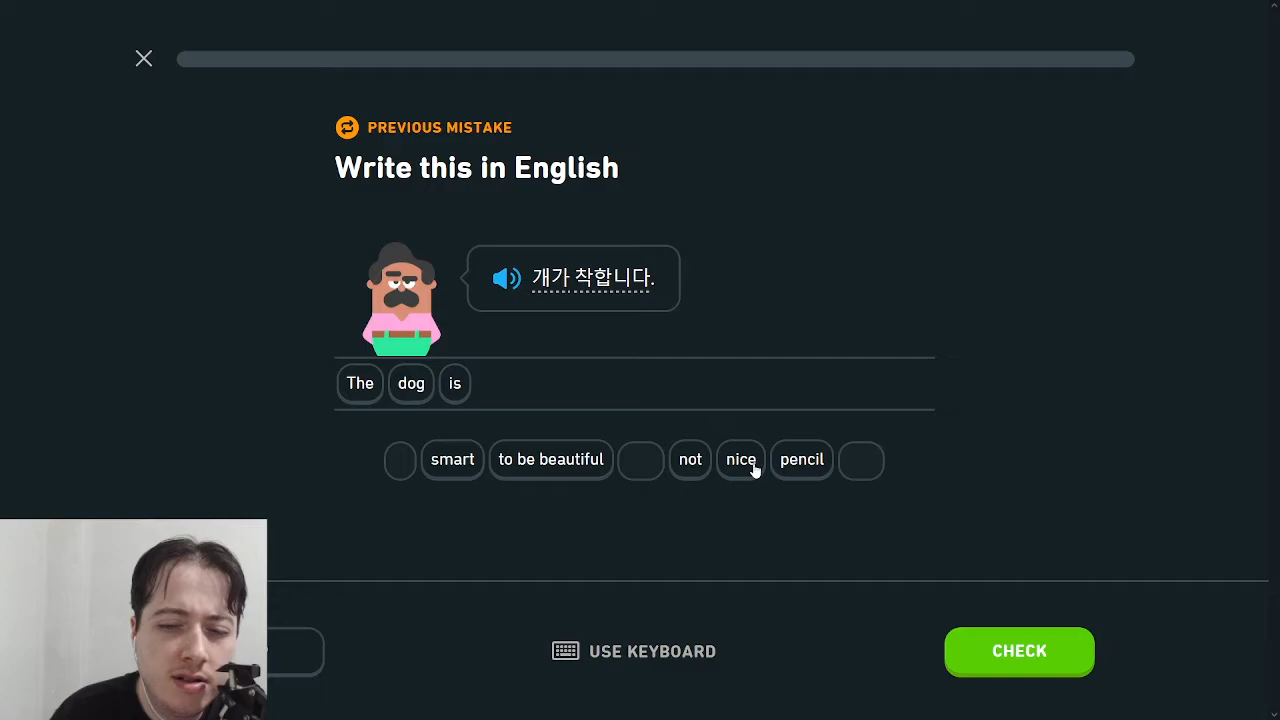 PREVIOUS MISTAKE
Write this in English
개가 착합니다.
The dog is
smart to be beautiful not nice pencil
USE KEYBOARD
CHECK